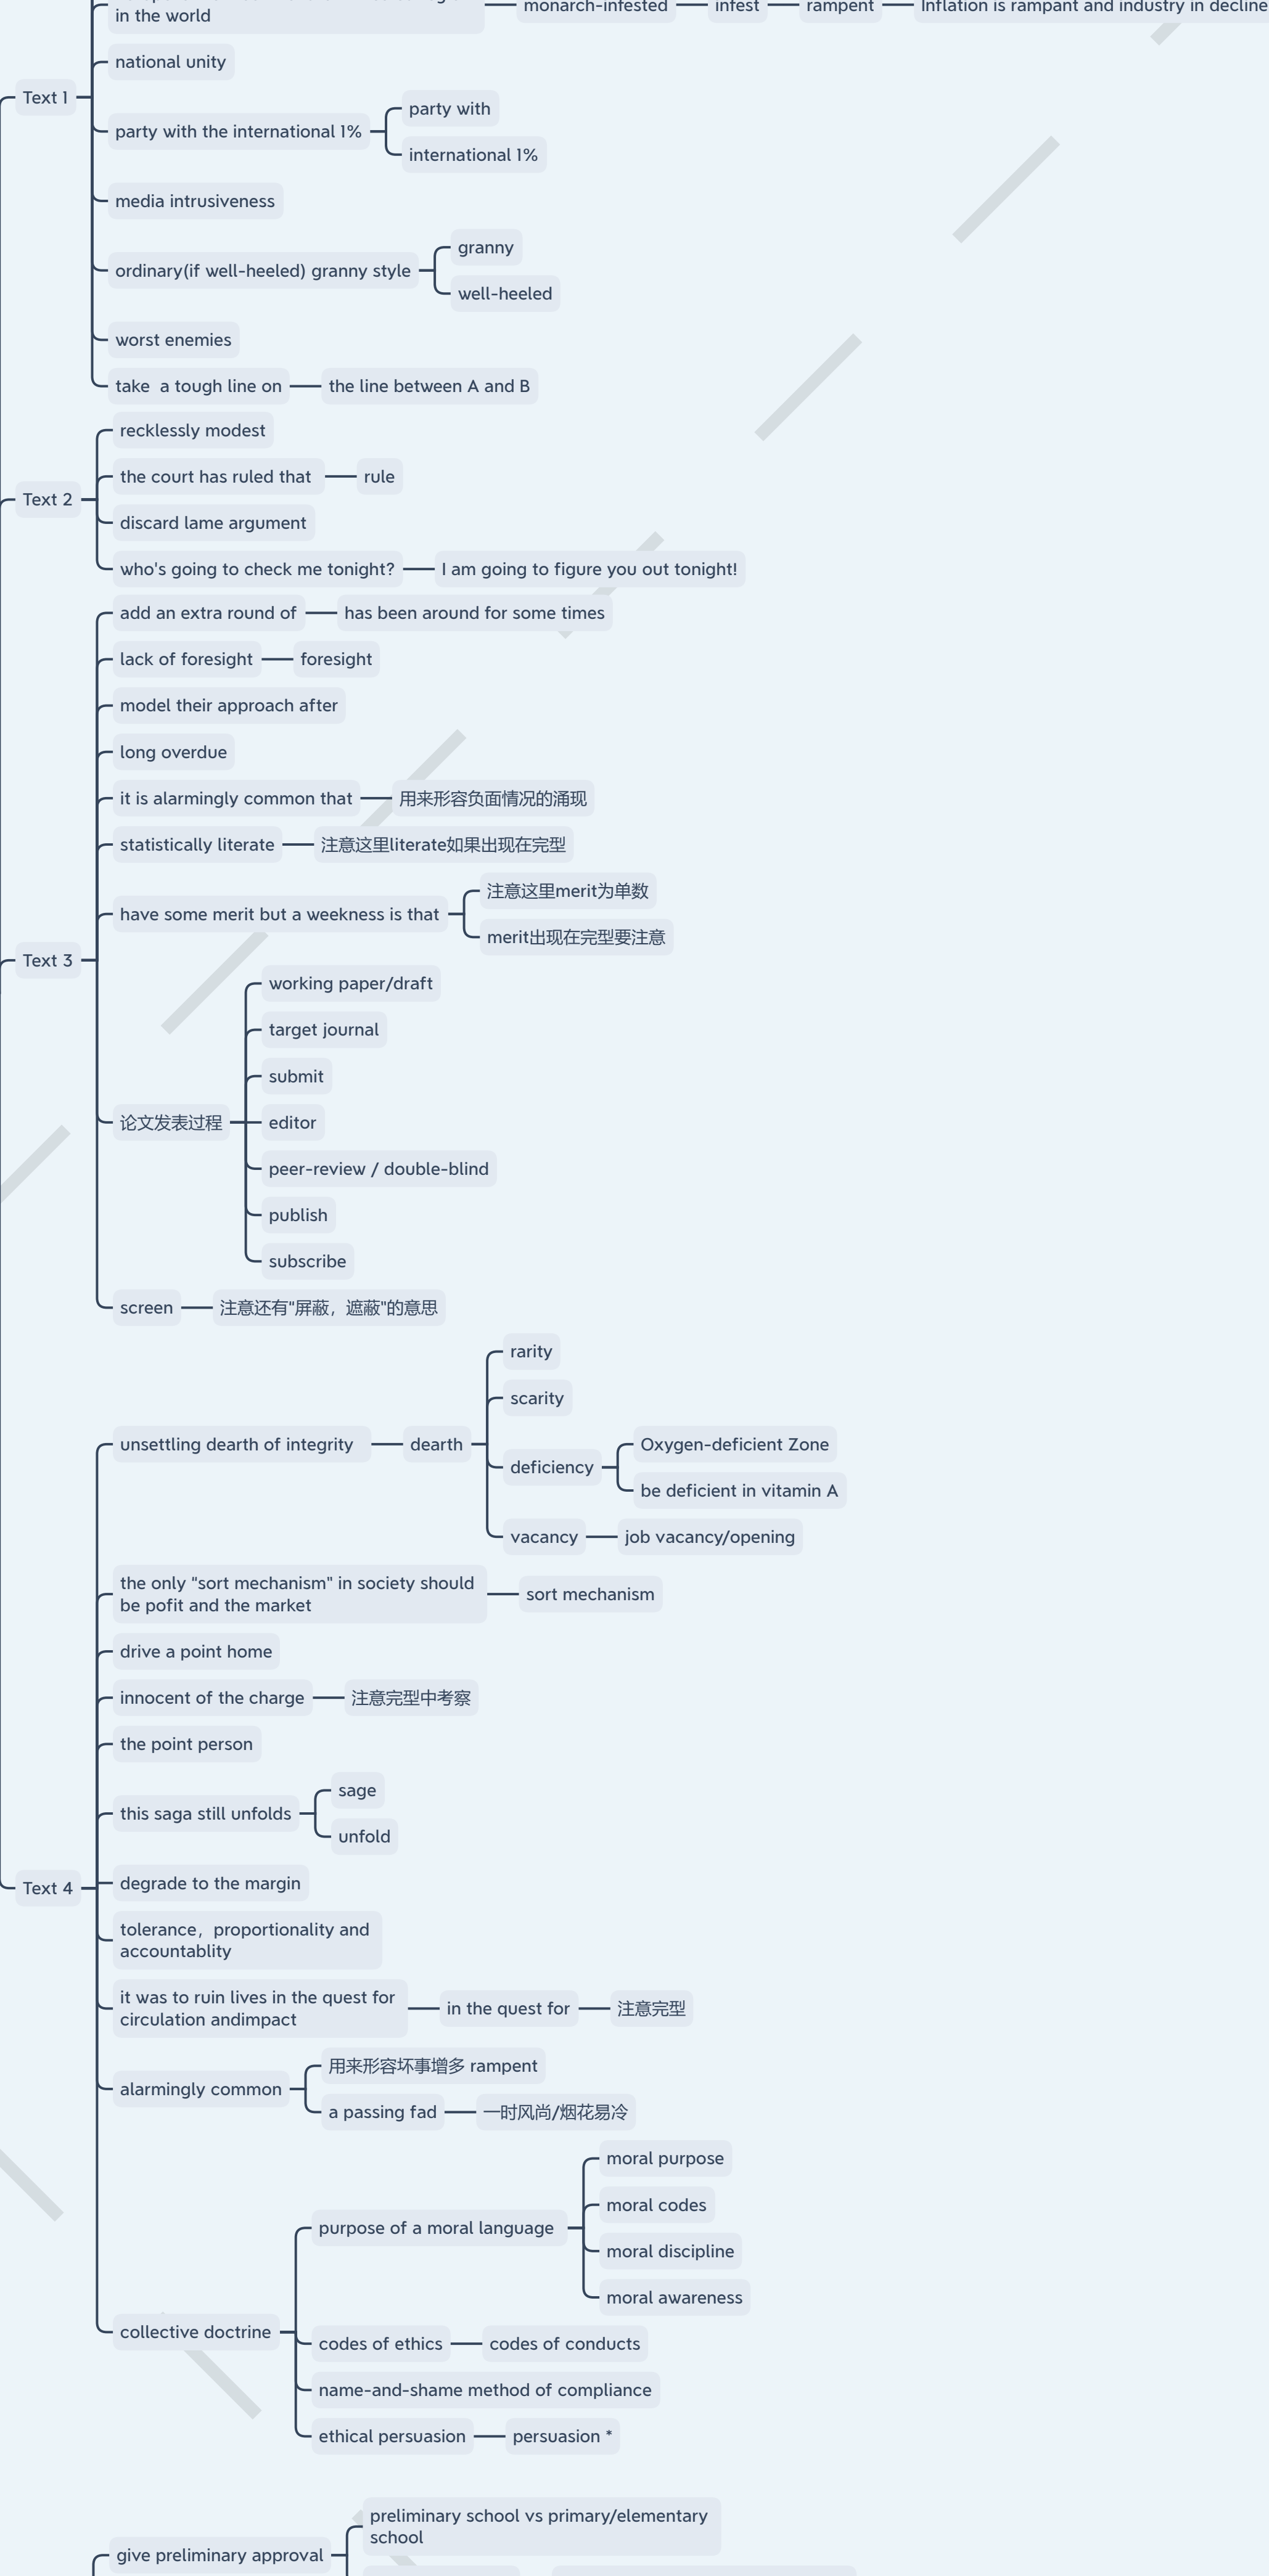 in the world
monarch-infested
infest
rampent
Inflation is rampant and industry in decline
national unity
Text 1
party with the international 1%
party with
international 1%
media intrusiveness
ordinary(if well-heeled) granny style
granny
well-heeled
worst enemies
take  a tough line on
the line between A and B
Text 2
recklessly modest
the court has ruled that
rule
discard lame argument
who's going to check me tonight?
I am going to figure you out tonight!
Text 3
add an extra round of
has been around for some times
lack of foresight
foresight
model their approach after
long overdue
it is alarmingly common that
用来形容负面情况的涌现
statistically literate
注意这里literate如果出现在完型
have some merit but a weekness is that
注意这里merit为单数
merit出现在完型要注意
论文发表过程
working paper/draft
target journal
submit
editor
peer-review / double-blind
publish
subscribe
screen
注意还有"屏蔽，遮蔽"的意思
Text 4
unsettling dearth of integrity
dearth
rarity
scarity
deficiency
Oxygen-deficient Zone
be deficient in vitamin A
vacancy
job vacancy/opening
the only "sort mechanism" in society should
be pofit and the market
sort mechanism
drive a point home
innocent of the charge
注意完型中考察
the point person
this saga still unfolds
sage
unfold
degrade to the margin
tolerance，proportionality and
accountablity
it was to ruin lives in the quest for
circulation andimpact
in the quest for
注意完型
alarmingly common
用来形容坏事增多 rampent
a passing fad
一时风尚/烟花易冷
collective doctrine
purpose of a moral language
moral purpose
moral codes
moral discipline
moral awareness
codes of ethics
codes of conducts
name-and-shame method of compliance
ethical persuasion
persuasion *
give preliminary approval
preliminary school vs primary/elementary
school